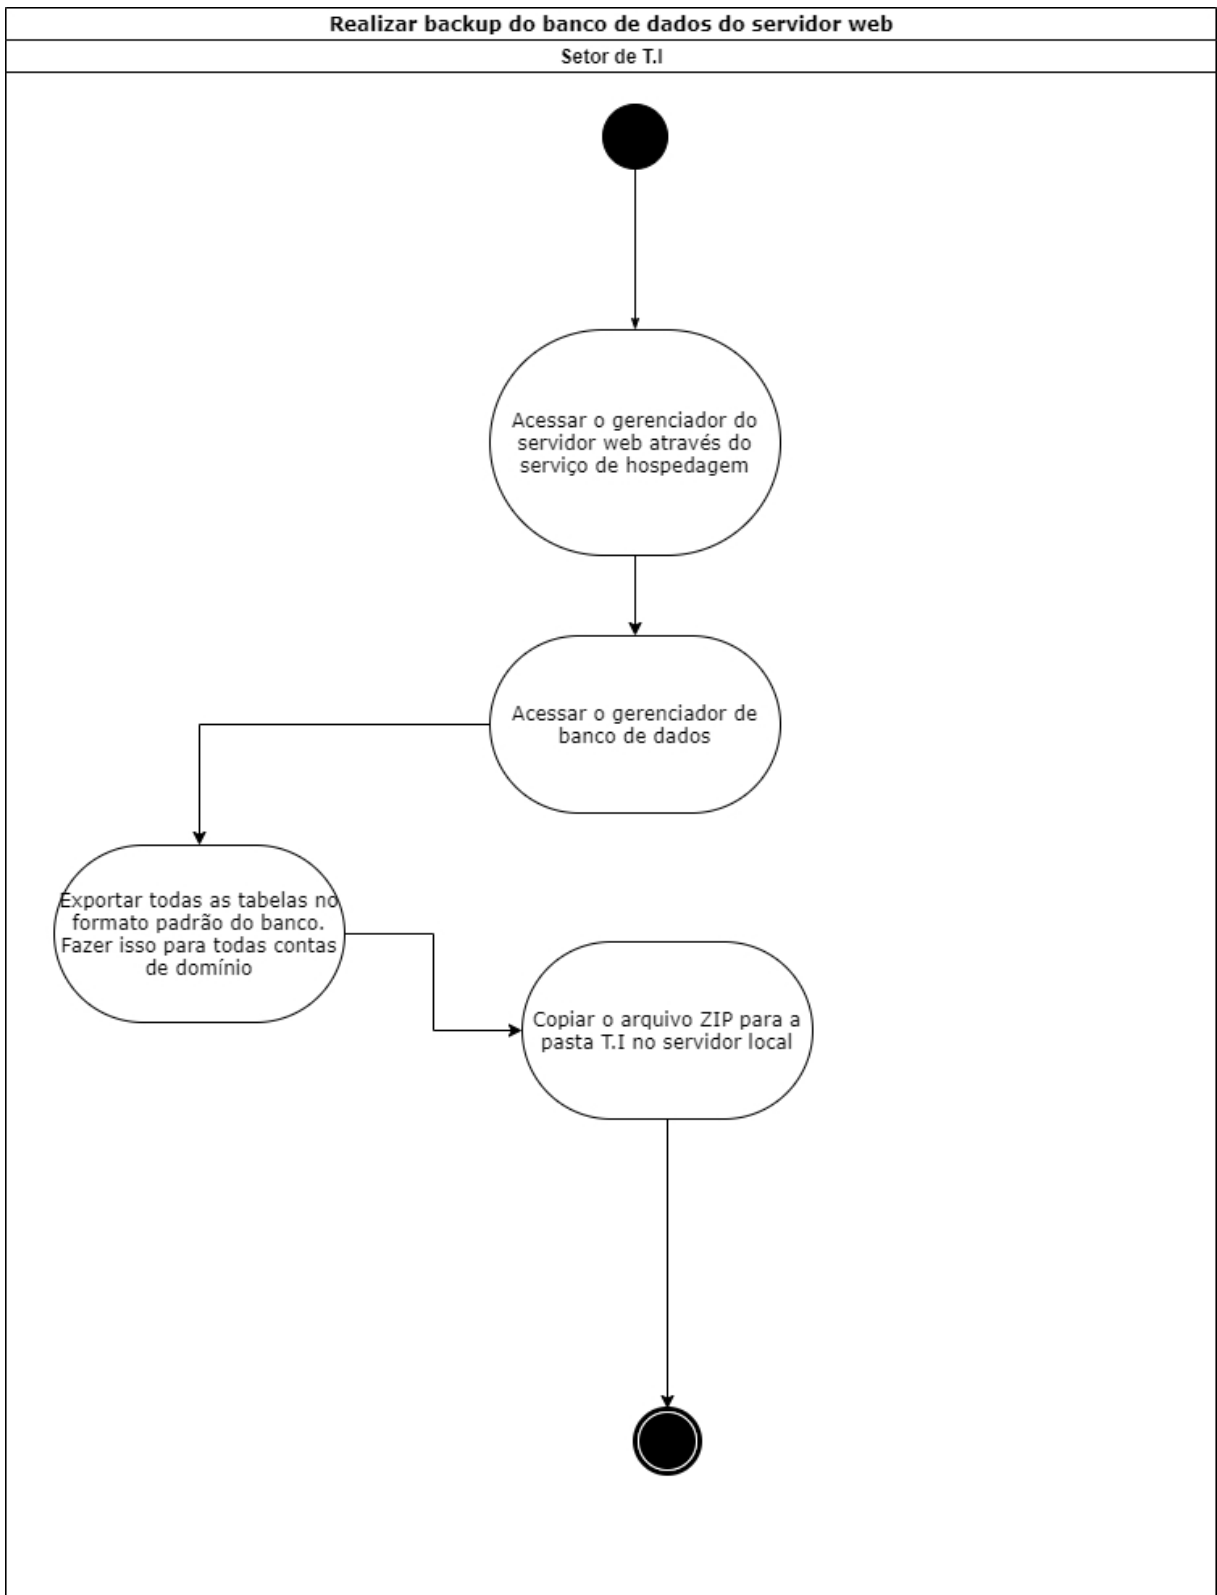 Realizar backup do banco de dados do servidor web
Setor de T.I
Acessar o gerenciador do
servidor web através do
serviço de hospedagem
Acessar o gerenciador de
banco de dados
Exportar todas as tabelas no
formato padrão do banco.
Fazer isso para todas contas
de domínio
Copiar o arquivo ZIP para a
pasta T.I no servidor local